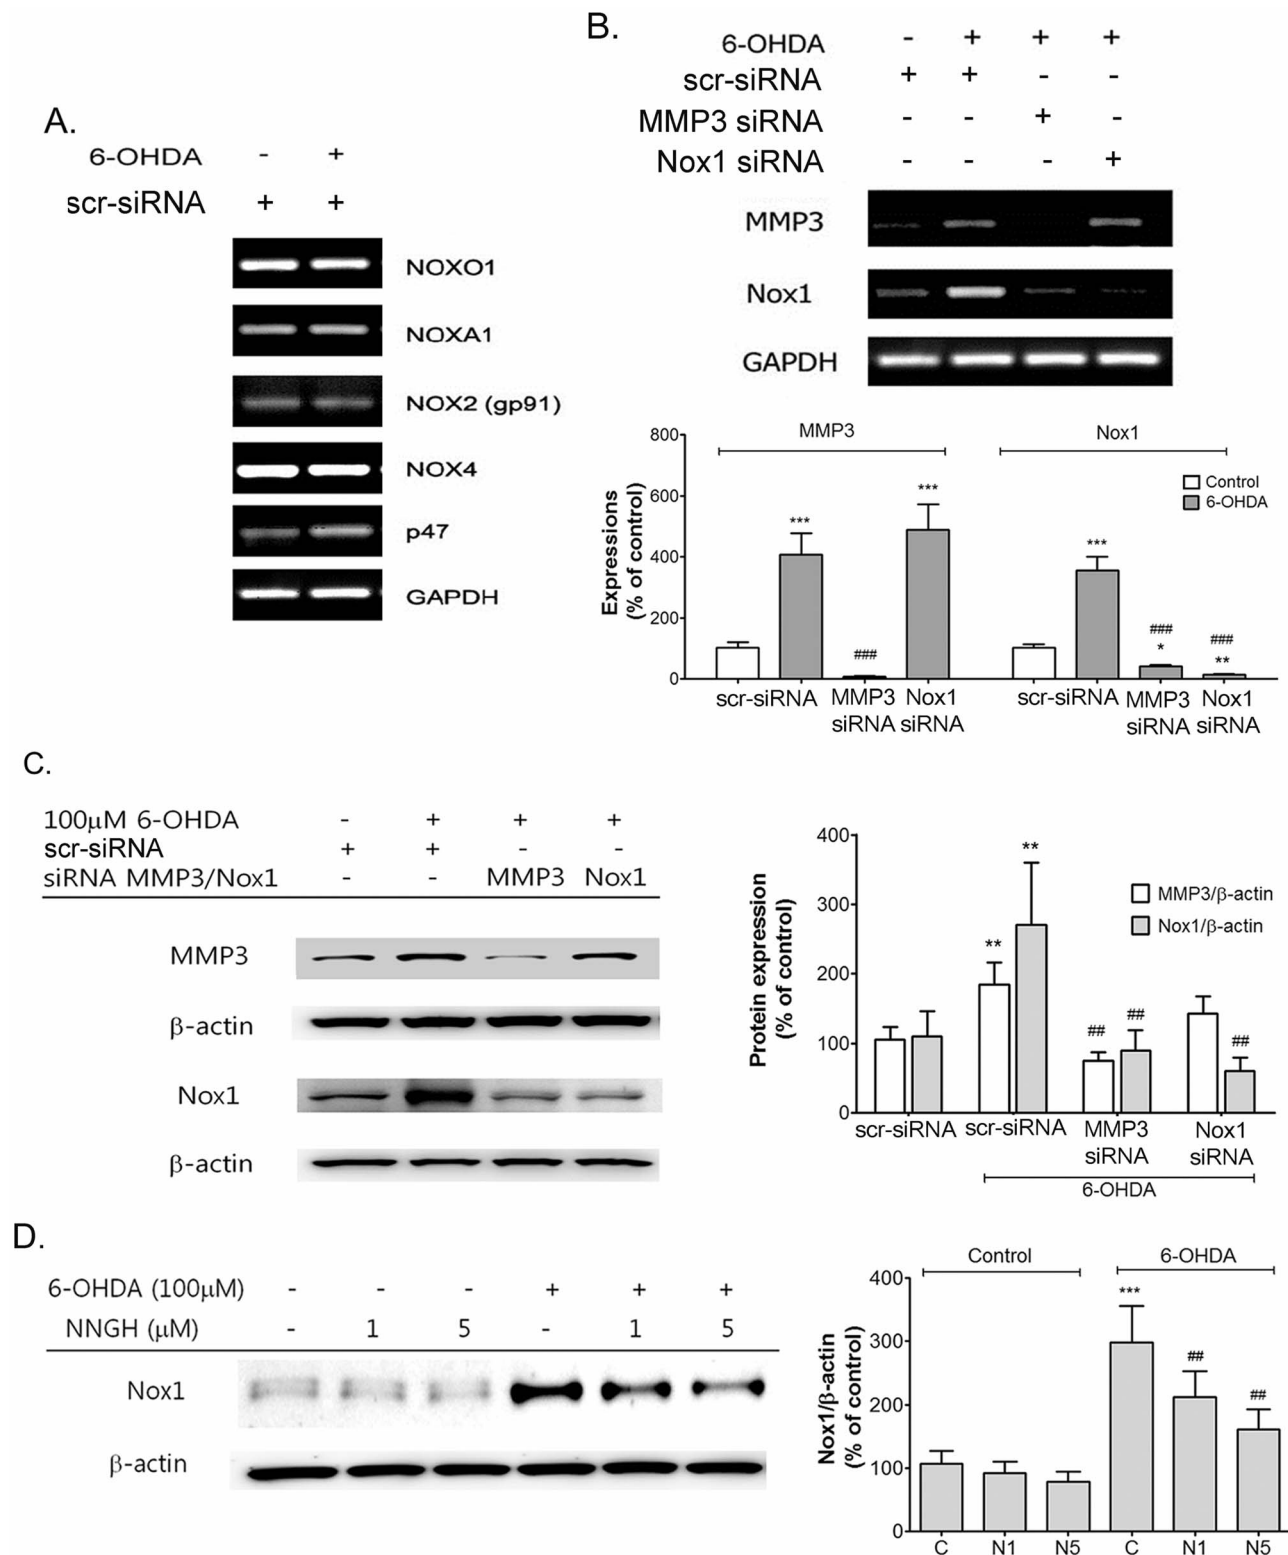 A.
6-OHDA - +
scr-siRNA + +
NOXO1
NOXA1
NOX2 (gp91)
NOX4
p47
GAPDH
B.
6-OHDA - + + +
scr-siRNA + + - -
MMP3 siRNA - - + -
Nox1 siRNA - - - +
MMP3
Nox1
GAPDH
MMP3 Nox1
Control
6-OHDA
Expressions
(% of control)
800
600
400
200
0
*** ### *** *** ### * ### **
scr-siRNA MMP3 siRNA Nox1 siRNA scr-siRNA MMP3 siRNA Nox1 siRNA
C.
100μM 6-OHDA - + + +
scr-siRNA + + - -
siRNA MMP3/Nox1 - - MMP3 Nox1
MMP3
β-actin
Nox1
β-actin
Protein expression
(% of control)
400
300
200
100
0
MMP3/β-actin
Nox1/β-actin
** ** ## ## ##
scr-siRNA scr-siRNA MMP3 siRNA Nox1 siRNA
6-OHDA
D.
6-OHDA (100μM) - - - + + +
NNGH (μM) - 1 5 - 1 5
Nox1
β-actin
Control 6-OHDA
Nox1/β-actin
(% of control)
400
300
200
100
0
*** ## ##
C N1 N5 C N1 N5